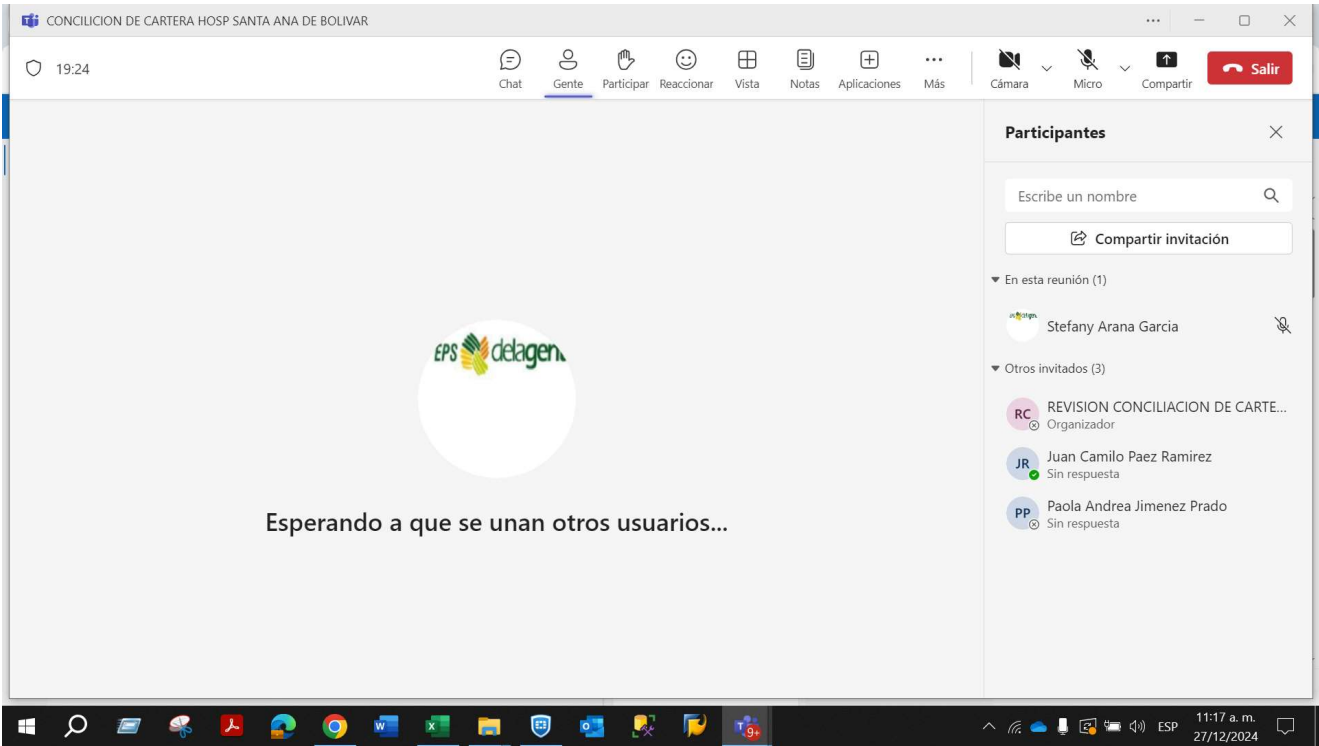 CONCILICION DE CARTERA HOSP SANTA ANA DE BOLIVAR
19:24
Chat
Gente
Participar
Reaccionar
Vista
Notas
Aplicaciones
Más
Cámara
Micro
Compartir
Salir
Participantes
Escribe un nombre
Compartir invitación
En esta reunión (1)
Stefany Arana Garcia
Otros invitados (3)
RC
REVISION CONCILIACION DE CARTE...
Organizador
JR
Juan Camilo Paez Ramirez
Sin respuesta
PP
Paola Andrea Jimenez Prado
Sin respuesta
EPS delagen
Esperando a que se unan otros usuarios...
9+
ESP
11:17 a. m.
27/12/2024